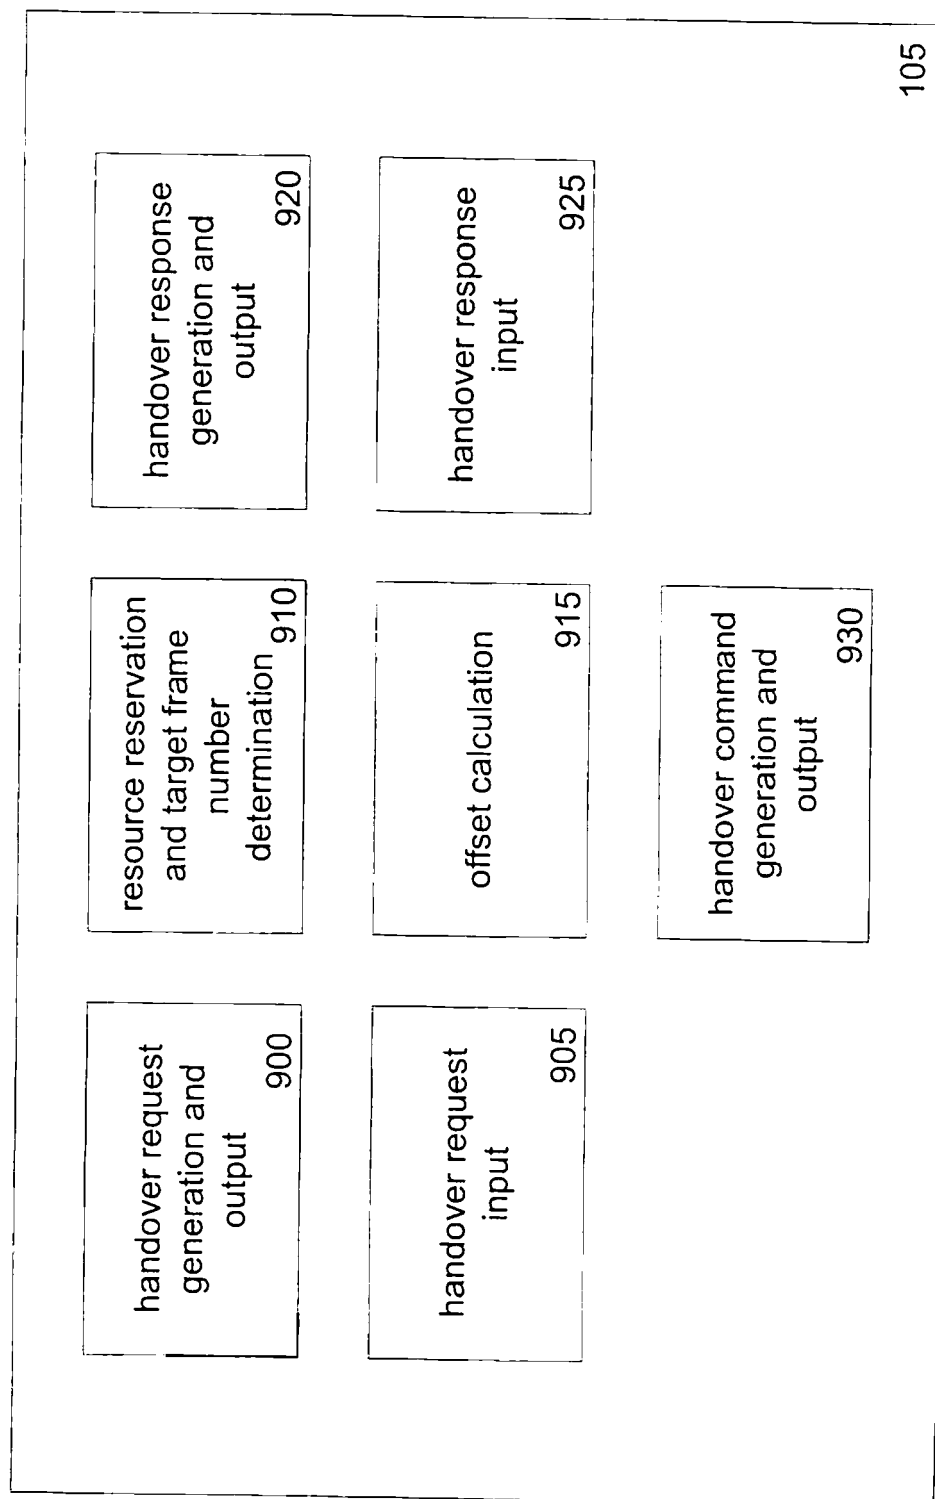 handover request
generation and
output
900
resource reservation
and target frame
number
determination
910
handover response
generation and
output
920
handover request
input
905
offset calculation
915
handover response
input
925
handover command
generation and
output
930
105